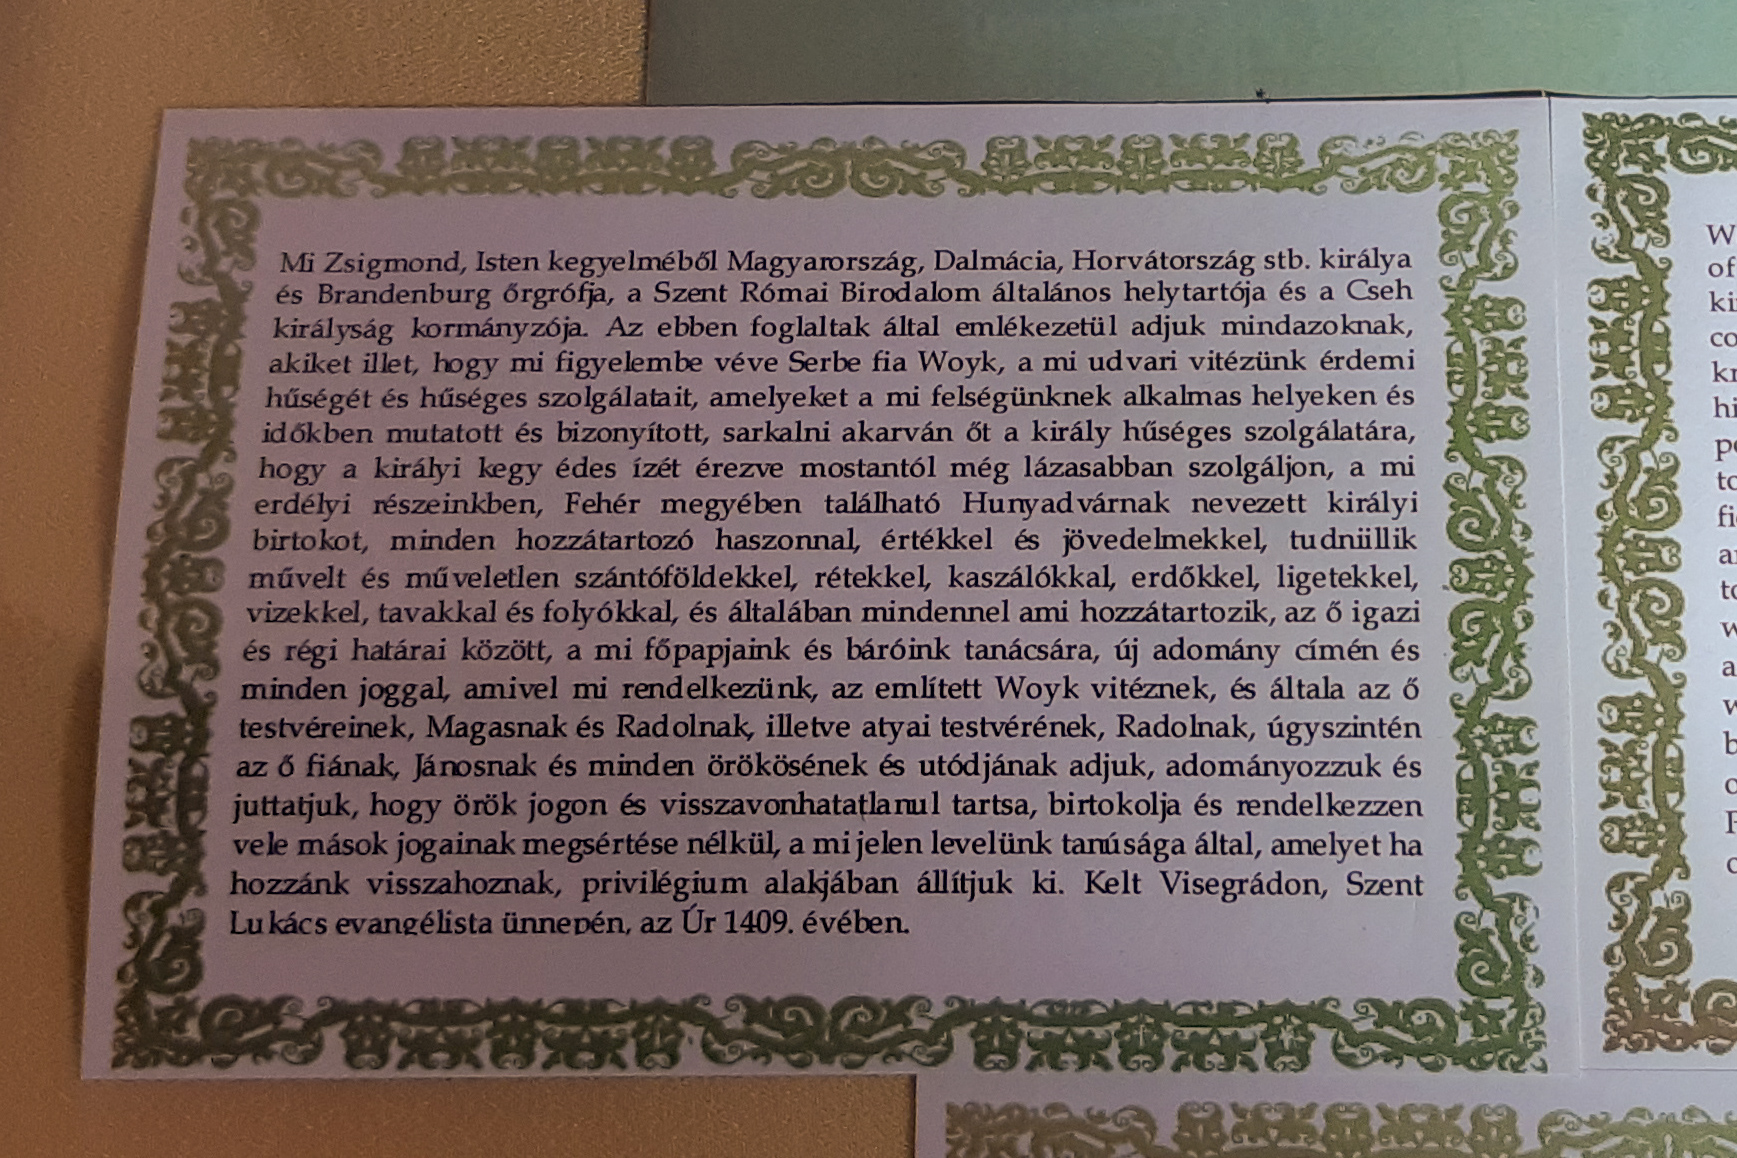 Mi Zsigmond, Isten kegyelméből Magyarország, Dalmácia, Horvátország stb. királya
és Brandenburg őrgrófja, a Szent Római Birodalom általános helytartója és a Cseh
királyság kormányzója. Az ebben foglaltak által emlékezetül adjuk mindazoknak,
akiket illet, hogy mi figyelembe véve Serbe fia Woyk, a mi udvari vitézünk érdemi
hűségét és hűséges szolgálatait, amelyeket a mi felségünknek alkalmas helyeken és
időkben mutatott és bizonyított, sarkalni akarván őt a király hűséges szolgálatára,
hogy a királyi kegy édes ízét érezve mostantól még lázasabban szolgáljon, a mi
erdélyi részeinkben, Fehér megyében található Hunyadvárnak nevezett királyi
birtokot, minden hozzátartozó haszonnal, értékkel és jövedelmekkel, tudniillik
művelt és műveletlen szántóföldekkel, rétekkel, kaszálókkal, erdőkkel, ligetekkel,
vizekkel, tavakkal és folyókkal, és általában mindennel ami hozzátartozik, az ő igazi
és régi határai között, a mi főpapjaink és báróink tanácsára, új adomány címén és
minden joggal, amivel mi rendelkezünk, az említett Woyk vitéznek, és általa az ő
testvéreinek, Magasnak és Radolnak, illetve atyai testvérének, Radolnak, úgyszintén
az ő fiának, Jánosnak és minden örökösének és utódjának adjuk, adományozzuk és
juttatjuk, hogy örök jogon és visszavonhatatlanul tartsa, birtokolja és rendelkezzen
vele mások jogainak megsértése nélkül, a mi jelen levelünk tanúsága által, amelyet ha
hozzánk visszahoznak, privilégium alakjában állítjuk ki. Kelt Visegrádon, Szent
Lukács evangélista ünnepén, az Úr 1409. évében.
of